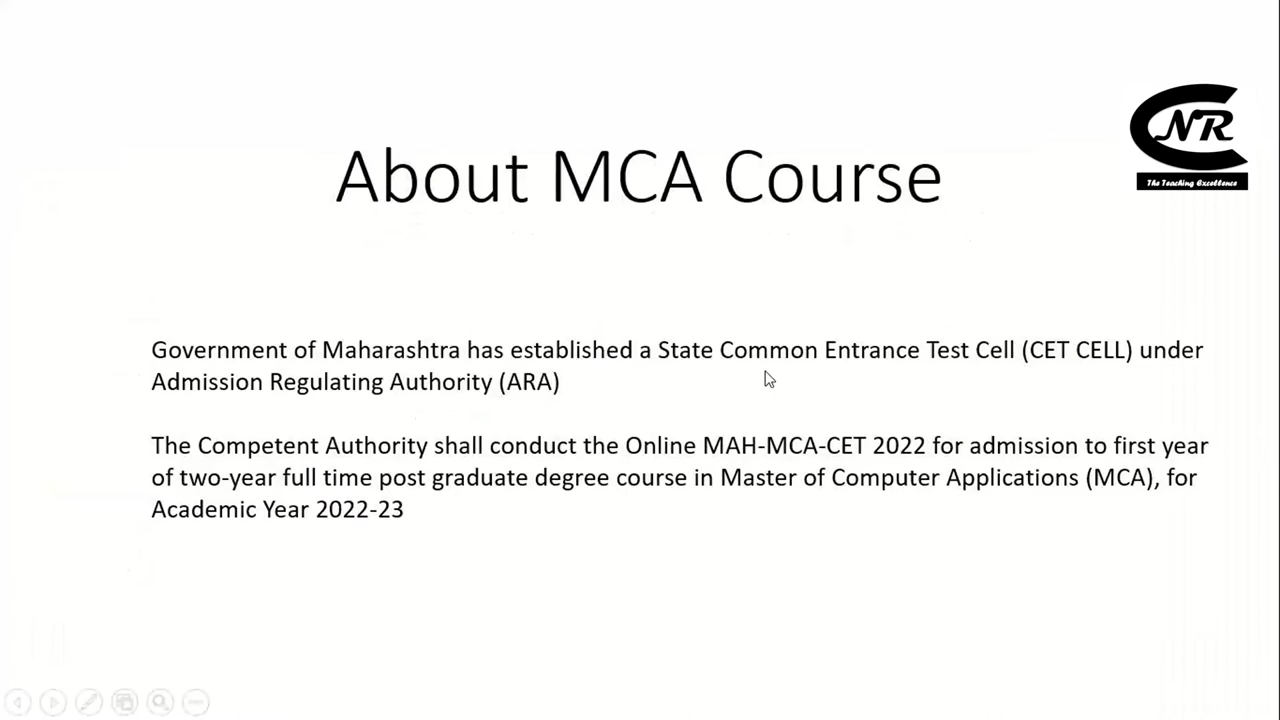 About MCA Course
CNR
The Teaching Excellence
Government of Maharashtra has established a State Common Entrance Test Cell (CET CELL) under
Admission Regulating Authority (ARA)
The Competent Authority shall conduct the Online MAH-MCA-CET 2022 for admission to first year
of two-year full time post graduate degree course in Master of Computer Applications (MCA), for
Academic Year 2022-23